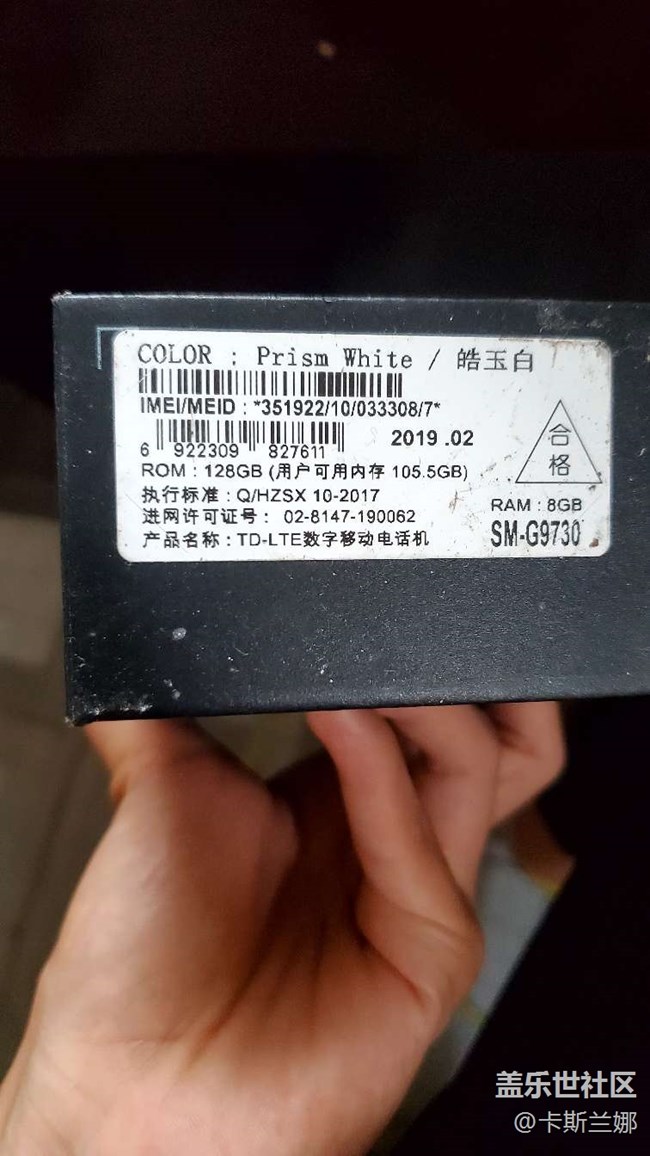 COLOR : Prism White / 皓玉白
IMEI/MEID : *351922/10/033308/7*
6 922309 827611
2019 .02
合格
ROM : 128GB (用户可用内存 105.5GB)
执行标准 : Q/HZSX 10-2017
RAM : 8GB
进网许可证号 : 02-8147-190062
产品名称 : TD-LTE数字移动电话机
SM-G9730
盖乐世社区
@卡斯兰娜